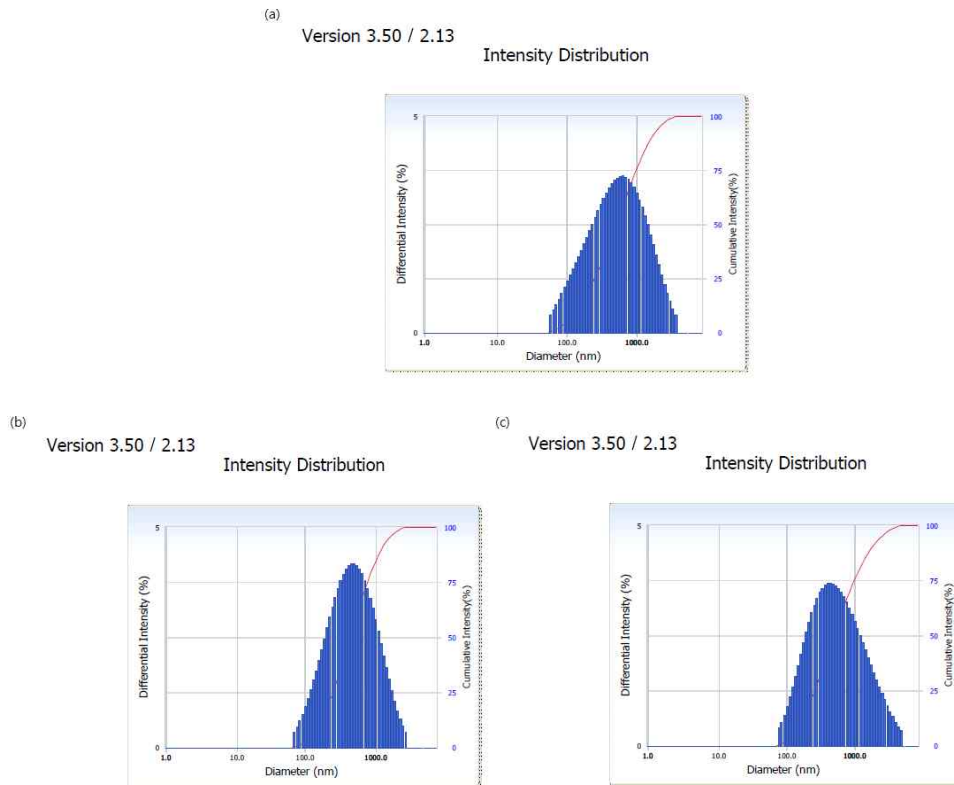 (a)
Version 3.50 / 2.13
Intensity Distribution
5
100
Differential Intensity (%)
75
50
Cumulative Intensity(%)
25
0
0
1.0
10.0
100.0
1000.0
Diameter (nm)
(b)
Version 3.50 / 2.13
Intensity Distribution
5
100
Differential Intensity (%)
75
50
Cumulative Intensity(%)
25
0
0
1.0
10.0
100.0
1000.0
Diameter (nm)
(c)
Version 3.50 / 2.13
Intensity Distribution
5
100
Differential Intensity (%)
75
50
Cumulative Intensity(%)
25
0
0
1.0
10.0
100.0
1000.0
Diameter (nm)